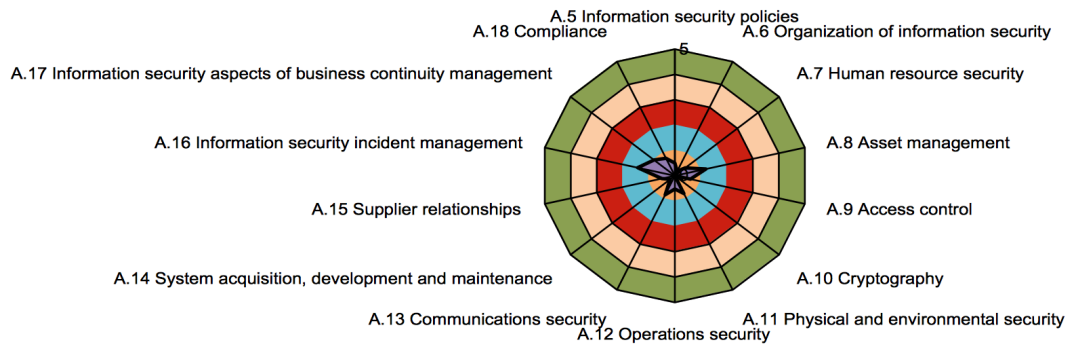 A.5 Information security policies
A.18 Compliance
A.6 Organization of information security
5
A.17 Information security aspects of business continuity management
A.7 Human resource security
A.16 Information security incident management
A.8 Asset management
A.15 Supplier relationships
A.9 Access control
A.14 System acquisition, development and maintenance
A.10 Cryptography
A.13 Communications security
A.11 Physical and environmental security
A.12 Operations security